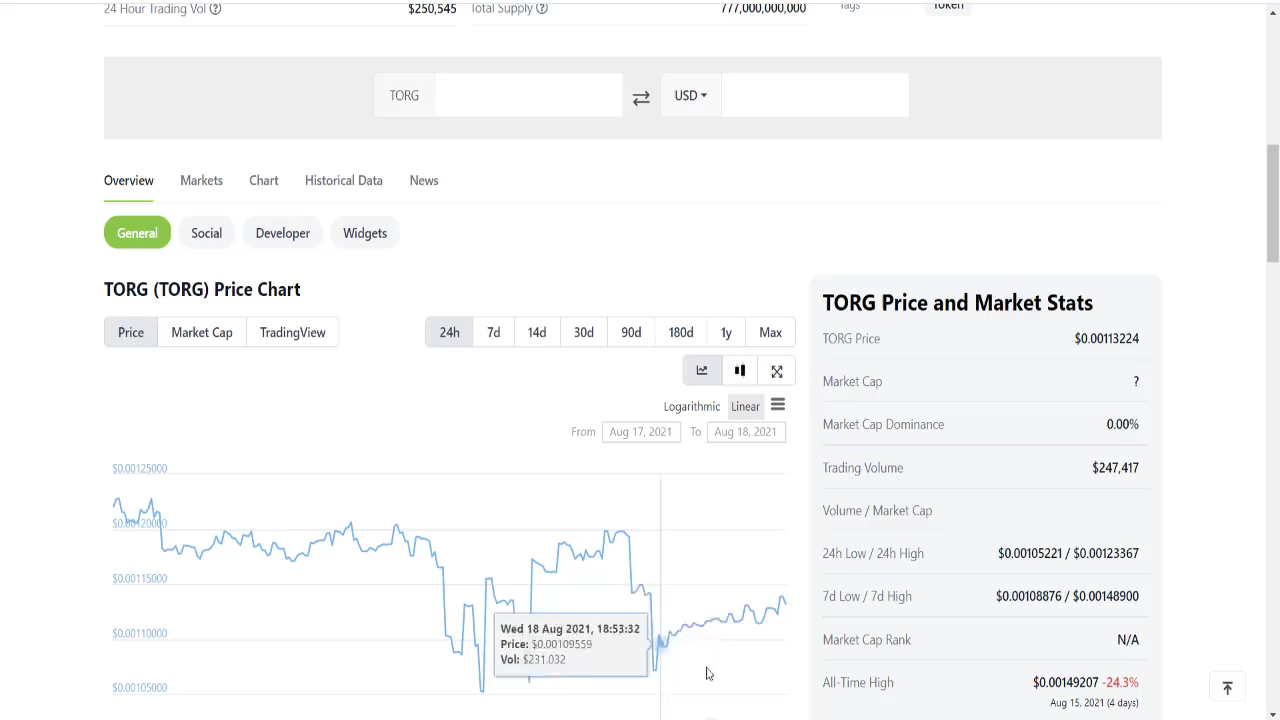 24 Hour Trading Vol
$250,545
Total Supply
777,000,000,000
Tags
Token
TORG
USD
Overview Markets Chart Historical Data News
General Social Developer Widgets
TORG (TORG) Price Chart
Price Market Cap TradingView
24h 7d 14d 30d 90d 180d 1y Max
Logarithmic Linear
From Aug 17, 2021 To Aug 18, 2021
$0.00125000
$0.00120000
$0.00115000
$0.00110000
$0.00105000
Wed 18 Aug 2021, 18:53:32
Price: $0.00109559
Vol: $231.032
TORG Price and Market Stats
TORG Price $0.00113224
Market Cap ?
Market Cap Dominance 0.00%
Trading Volume $247,417
Volume / Market Cap
24h Low / 24h High $0.00105221 / $0.00123367
7d Low / 7d High $0.00108876 / $0.00148900
Market Cap Rank N/A
All-Time High $0.00149207 -24.3%
Aug 15, 2021 (4 days)